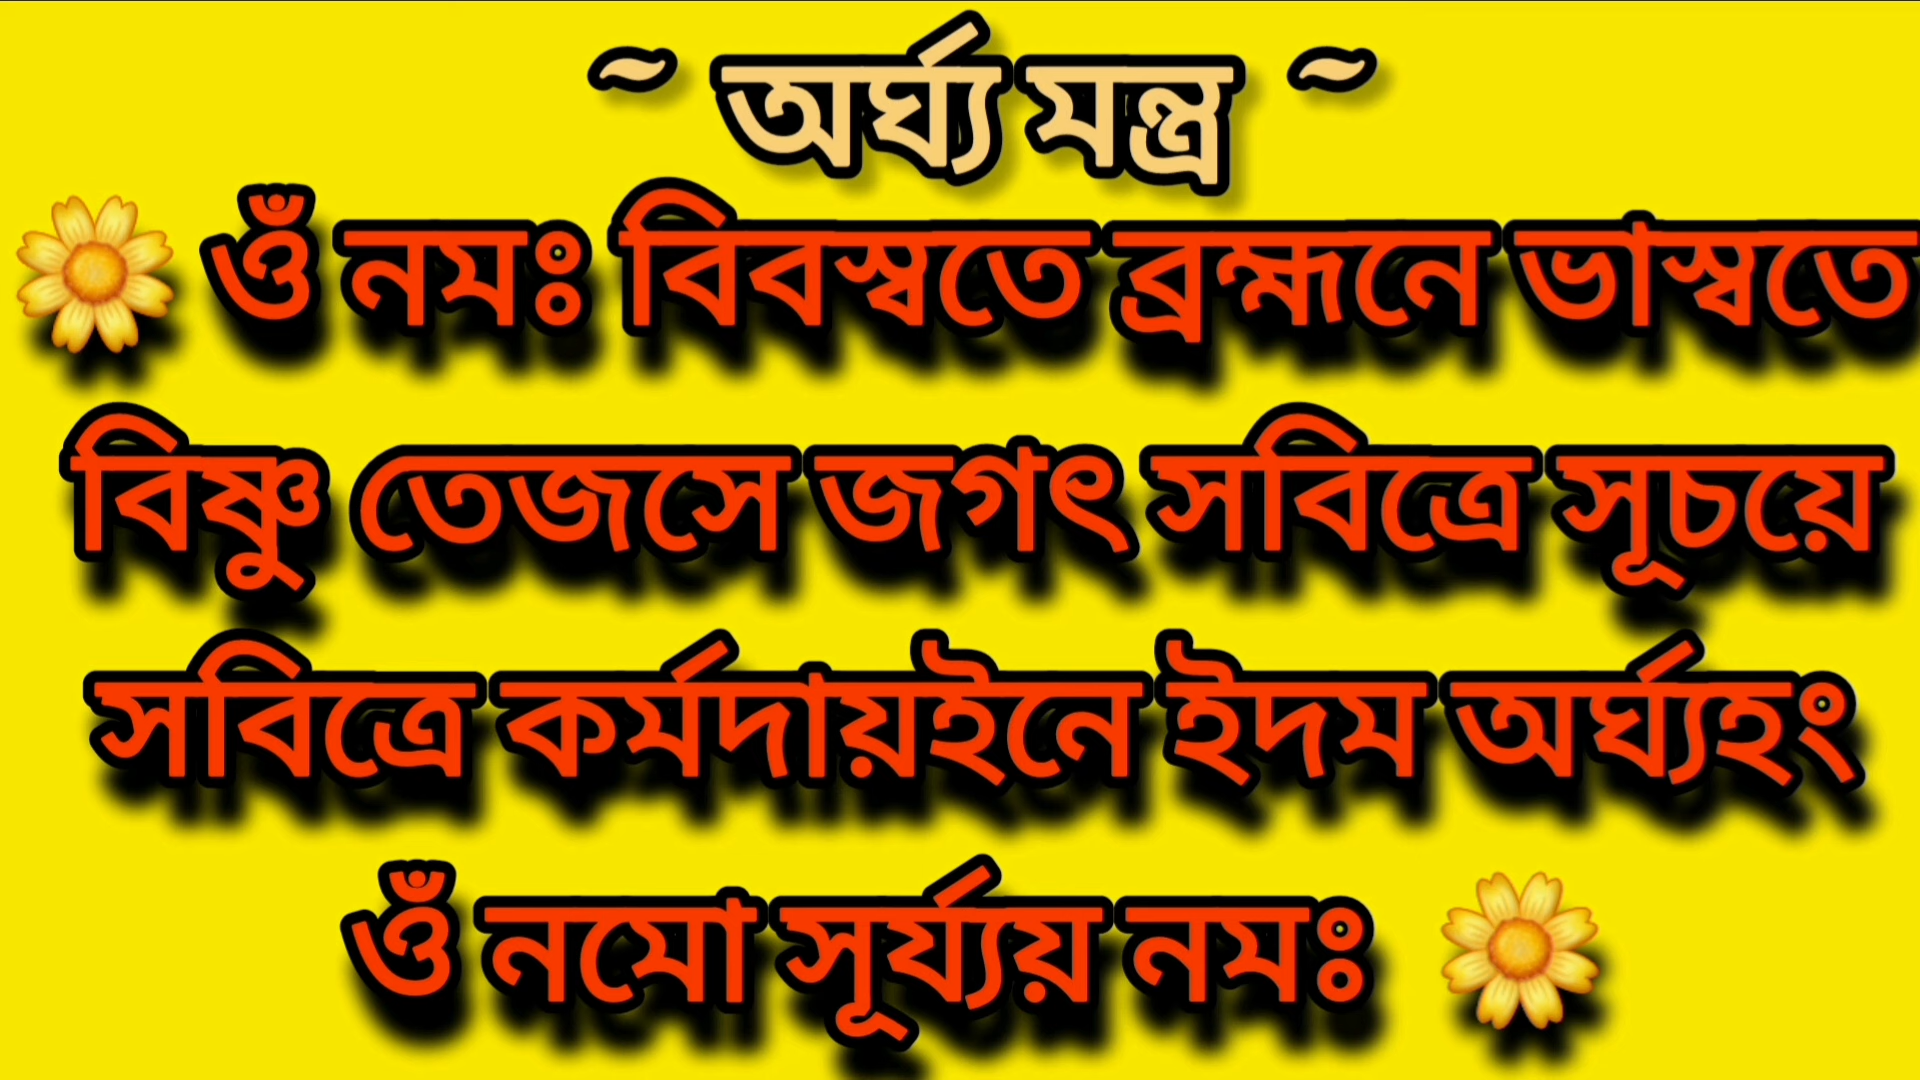 ~ অর্ঘ্য মন্ত্র ~
🌼 ওঁ নমঃ বিবস্বতে ব্রহ্মনে ভাস্বতে
বিষ্ণু তেজসে জগৎ সবিত্রে সূচয়ে
সবিত্রে কর্মদায়ইনে ইদম অর্ঘ্যহং
ওঁ নমো সূর্য্যয় নমঃ 🌼